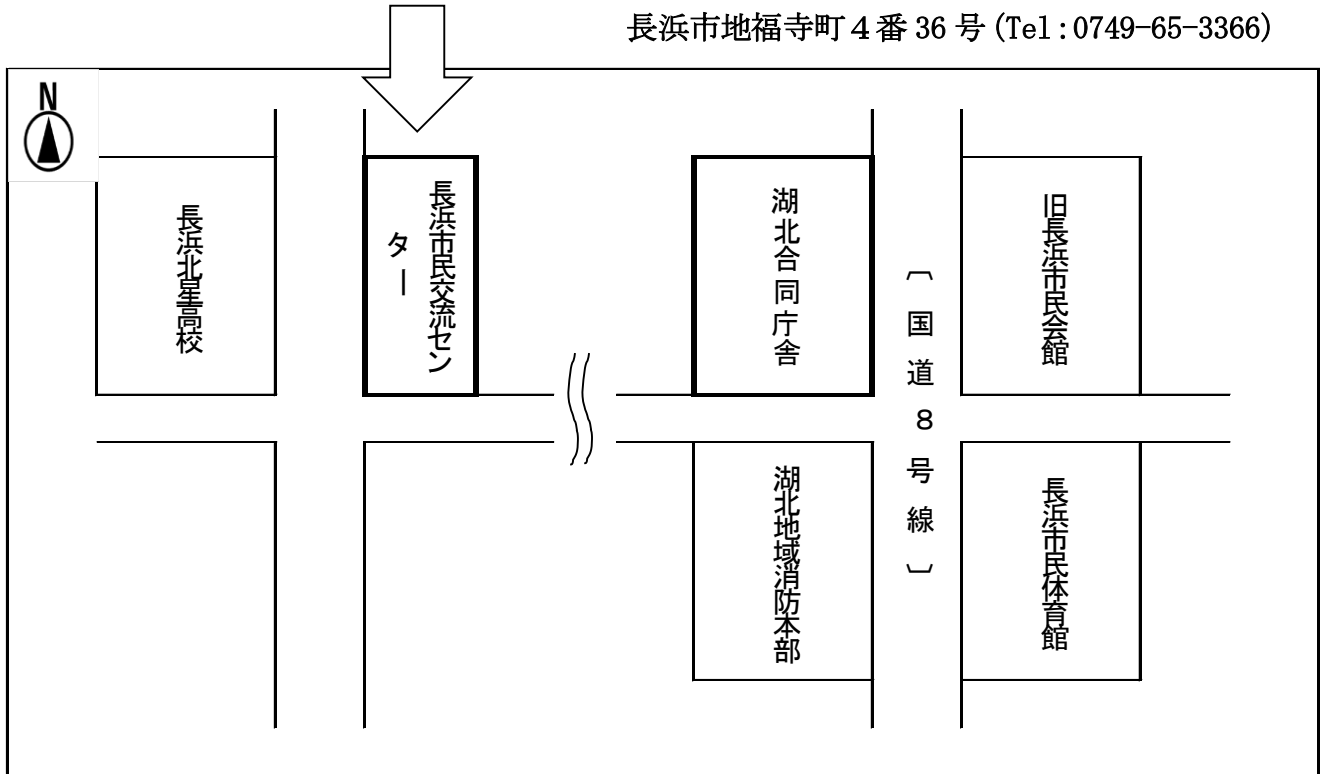 長浜市地福寺町４番 36 号 (Tel：0749-65-3366)
N
長浜北星高校
長浜市民交流セン
ター
湖北合同庁舎
〔国道８号線〕
旧長浜市民会館
湖北地域消防本部
長浜市民体育館